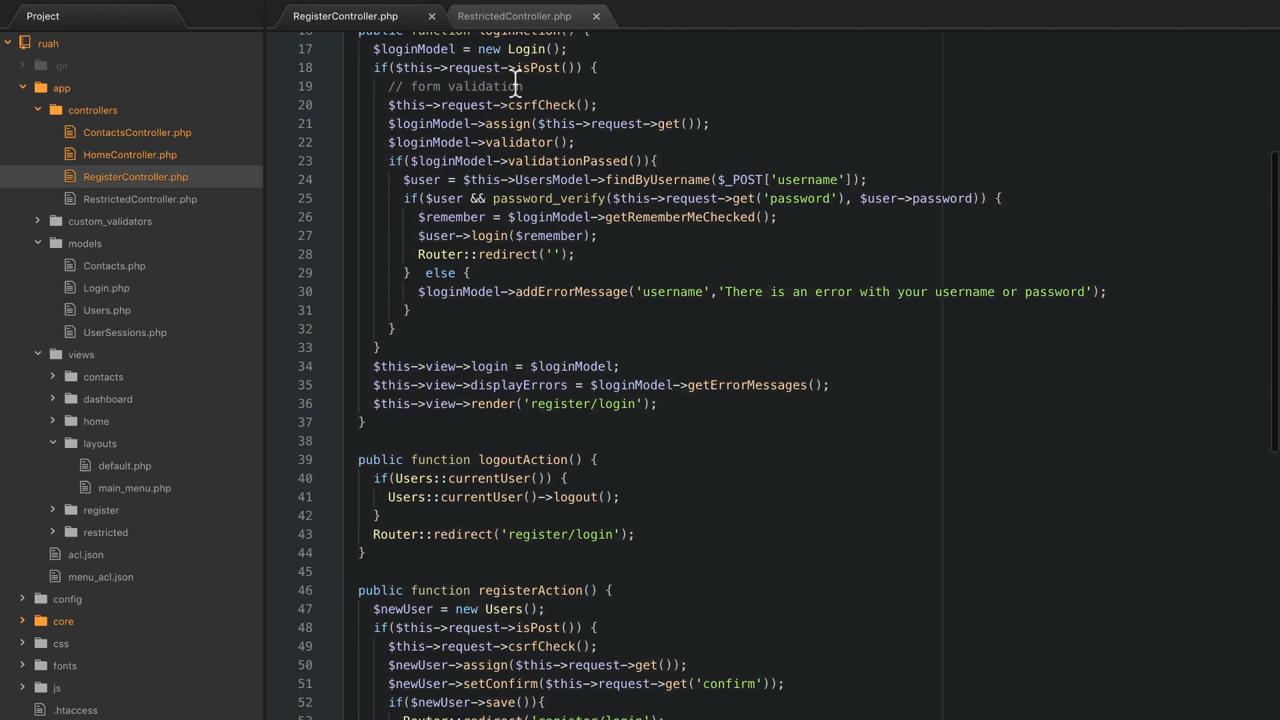 Project
RegisterController.php
RestrictedController.php
ruah
.git
app
controllers
ContactsController.php
HomeController.php
RegisterController.php
RestrictedController.php
custom_validators
models
Contacts.php
Login.php
Users.php
UserSessions.php
views
contacts
dashboard
home
layouts
default.php
main_menu.php
register
restricted
acl.json
menu_acl.json
config
core
css
fonts
js
.htaccess
16 public function loginAction() {
17 $loginModel = new Login();
18 if($this->request->isPost()) {
19 // form validation
20 $this->request->csrfCheck();
21 $loginModel->assign($this->request->get());
22 $loginModel->validator();
23 if($loginModel->validationPassed()){
24 $user = $this->UsersModel->findByUsername($_POST['username']);
25 if($user && password_verify($this->request->get('password'), $user->password)) {
26 $remember = $loginModel->getRememberMeChecked();
27 $user->login($remember);
28 Router::redirect('');
29 }  else {
30 $loginModel->addErrorMessage('username','There is an error with your username or password');
31 }
32 }
33 }
34 $this->view->login = $loginModel;
35 $this->view->displayErrors = $loginModel->getErrorMessages();
36 $this->view->render('register/login');
37 }
38
39 public function logoutAction() {
40 if(Users::currentUser()) {
41 Users::currentUser()->logout();
42 }
43 Router::redirect('register/login');
44 }
45
46 public function registerAction() {
47 $newUser = new Users();
48 if($this->request->isPost()) {
49 $this->request->csrfCheck();
50 $newUser->assign($this->request->get());
51 $newUser->setConfirm($this->request->get('confirm'));
52 if($newUser->save()){
53 Router::redirect('register/login');